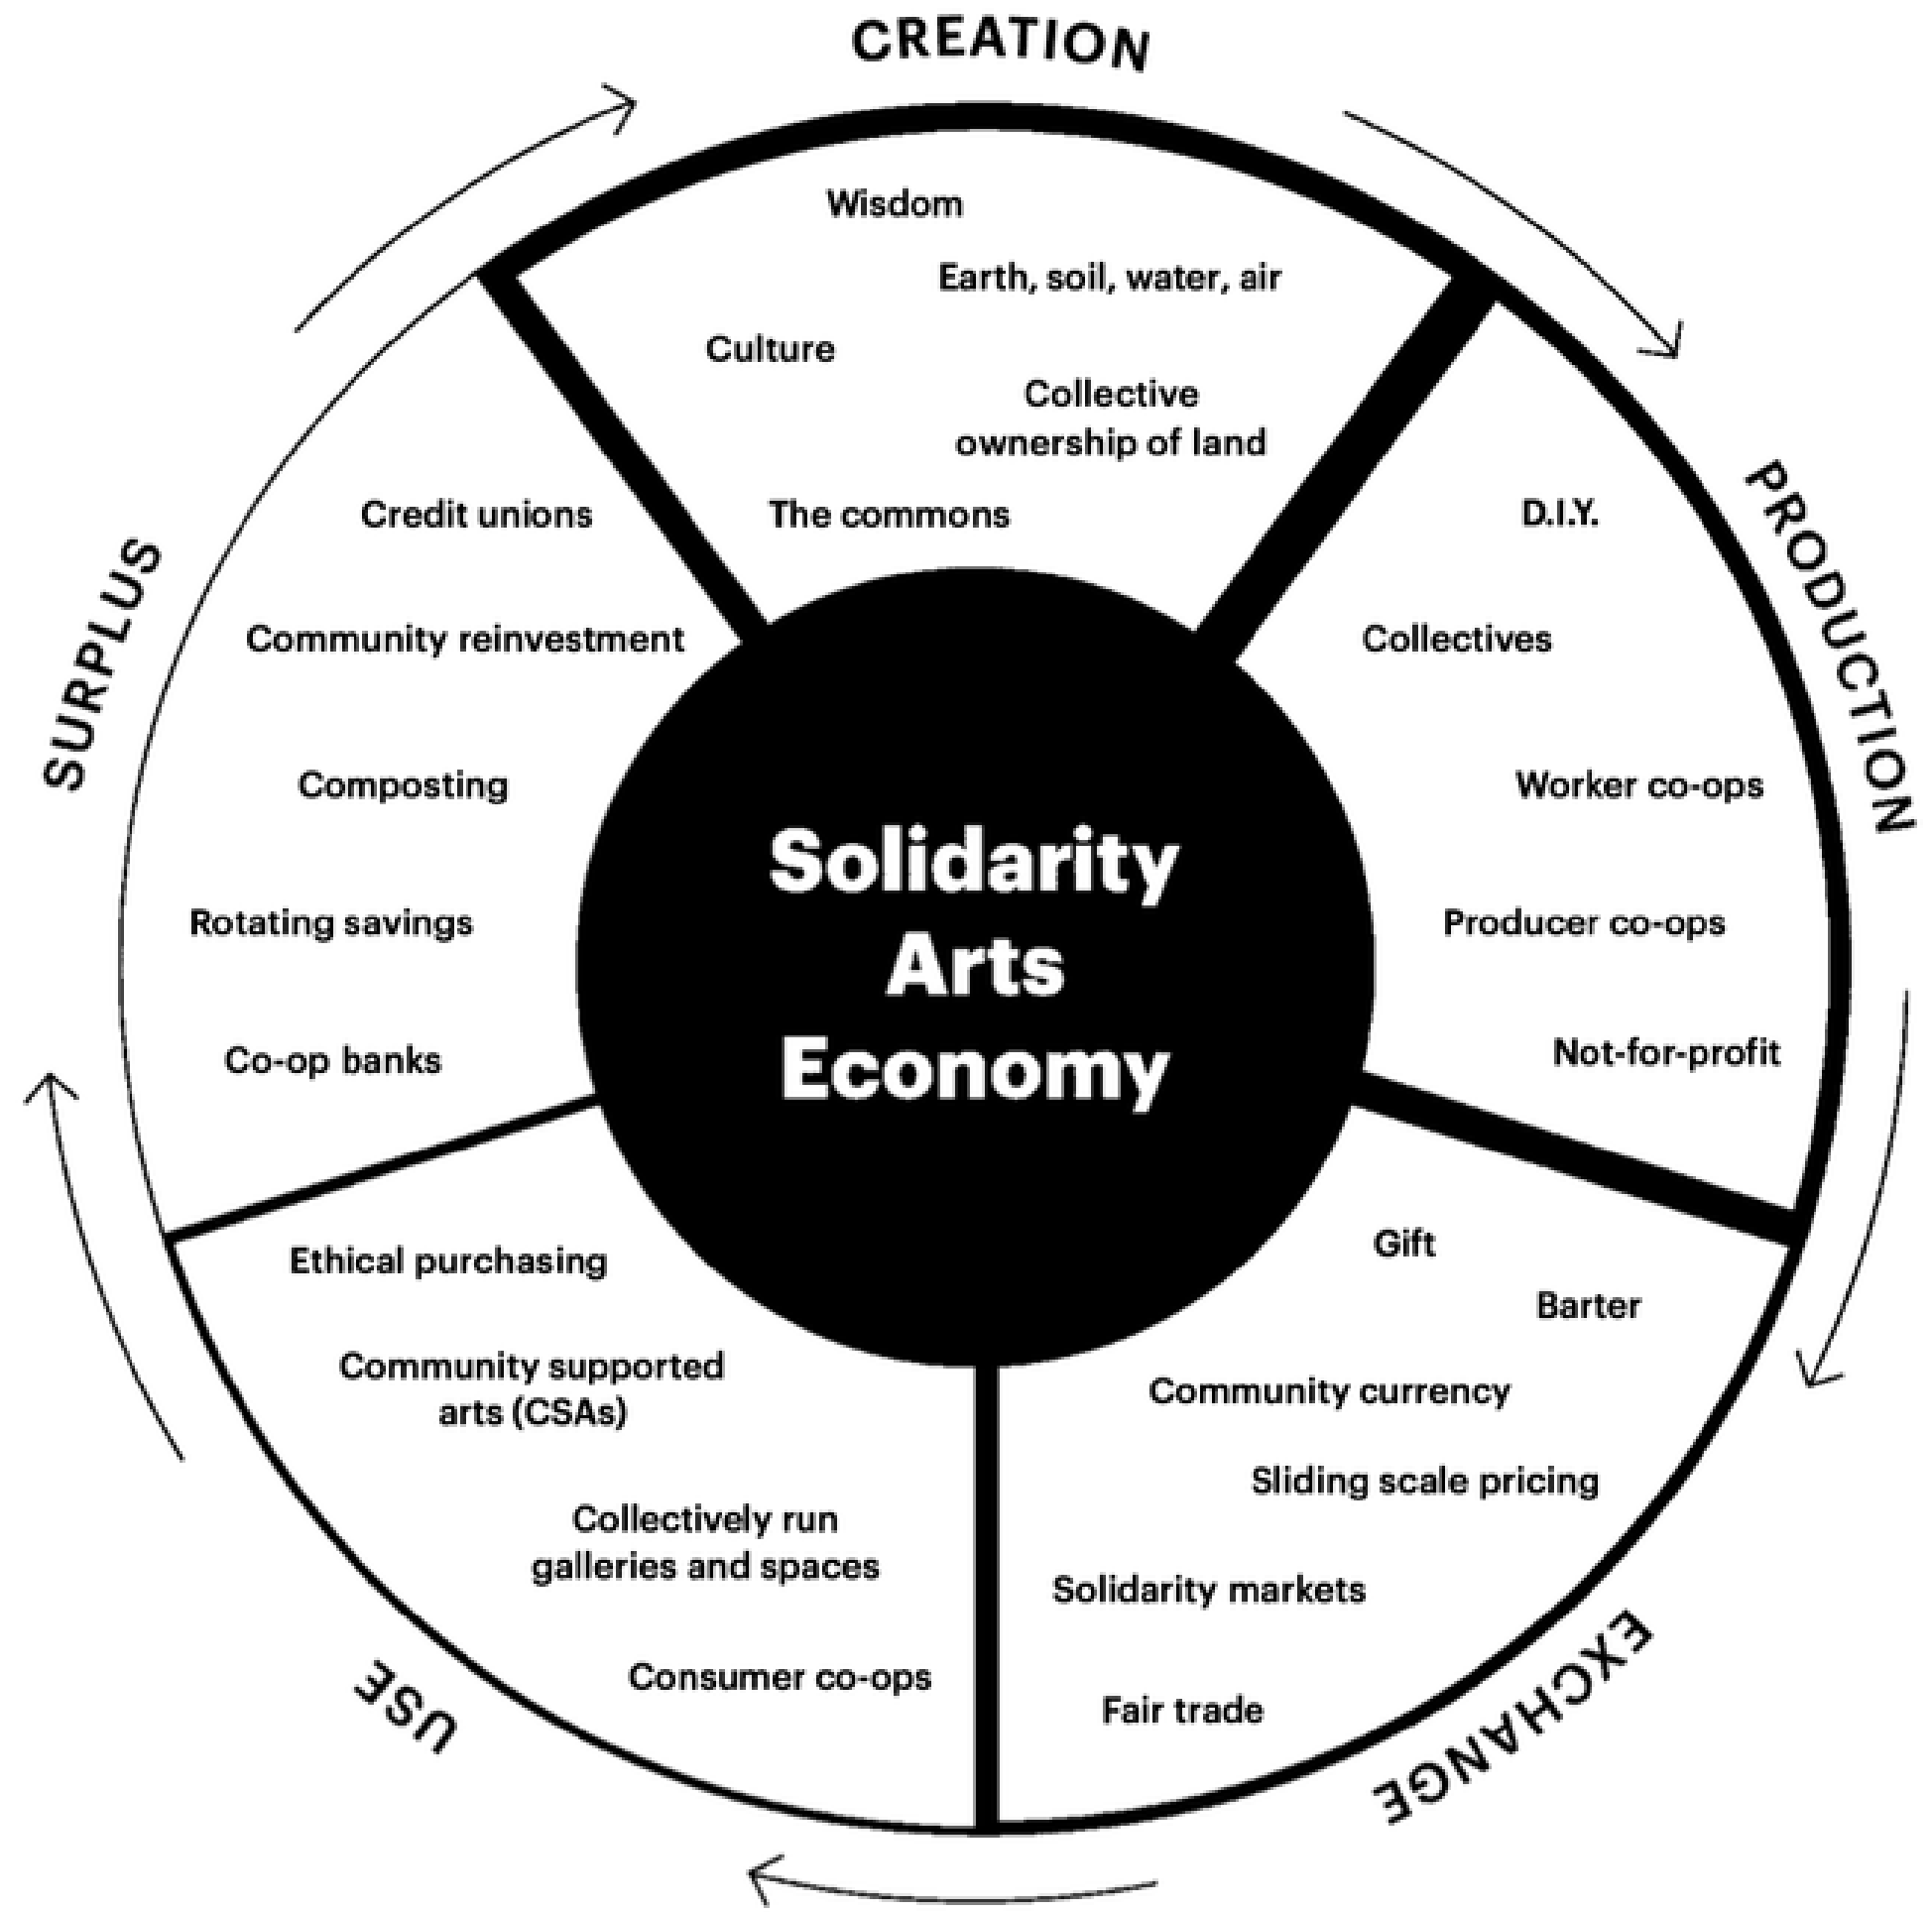 CREATION
Wisdom
Earth, soil, water, air
Culture
Collective
ownership of land
The commons
PRODUCTION
D.I.Y.
Collectives
Worker co-ops
Producer co-ops
Not-for-profit
EXCHANGE
Gift
Barter
Community currency
Sliding scale pricing
Solidarity markets
Fair trade
USE
Ethical purchasing
Community supported
arts (CSAs)
Collectively run
galleries and spaces
Consumer co-ops
SURPLUS
Credit unions
Community reinvestment
Composting
Rotating savings
Co-op banks
Solidarity
Arts
Economy